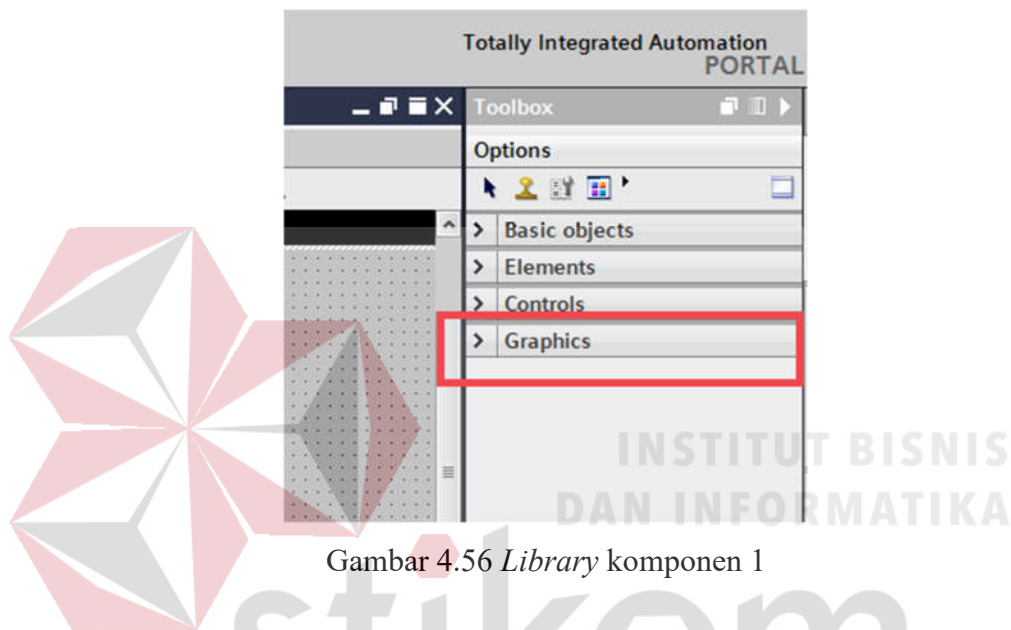 Totally Integrated Automation
PORTAL
Toolbox
Options
Basic objects
Elements
Controls
Graphics
INSTITUT BISNIS
DAN INFORMATIKA
Gambar 4.56 Library komponen 1
stikom